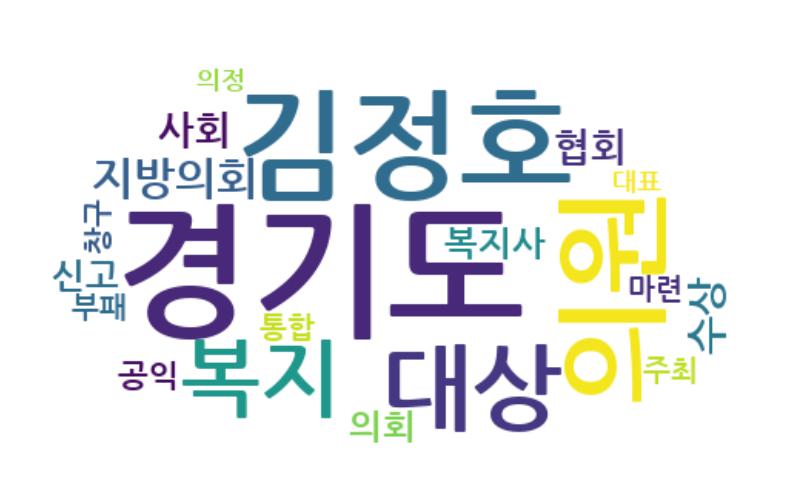 의정
김정호
사회
협회
지방의회
대표
창구
경기도
복지사
의원
신고
부패
마련
수상
통합
공익
복지
대상
주최
의회